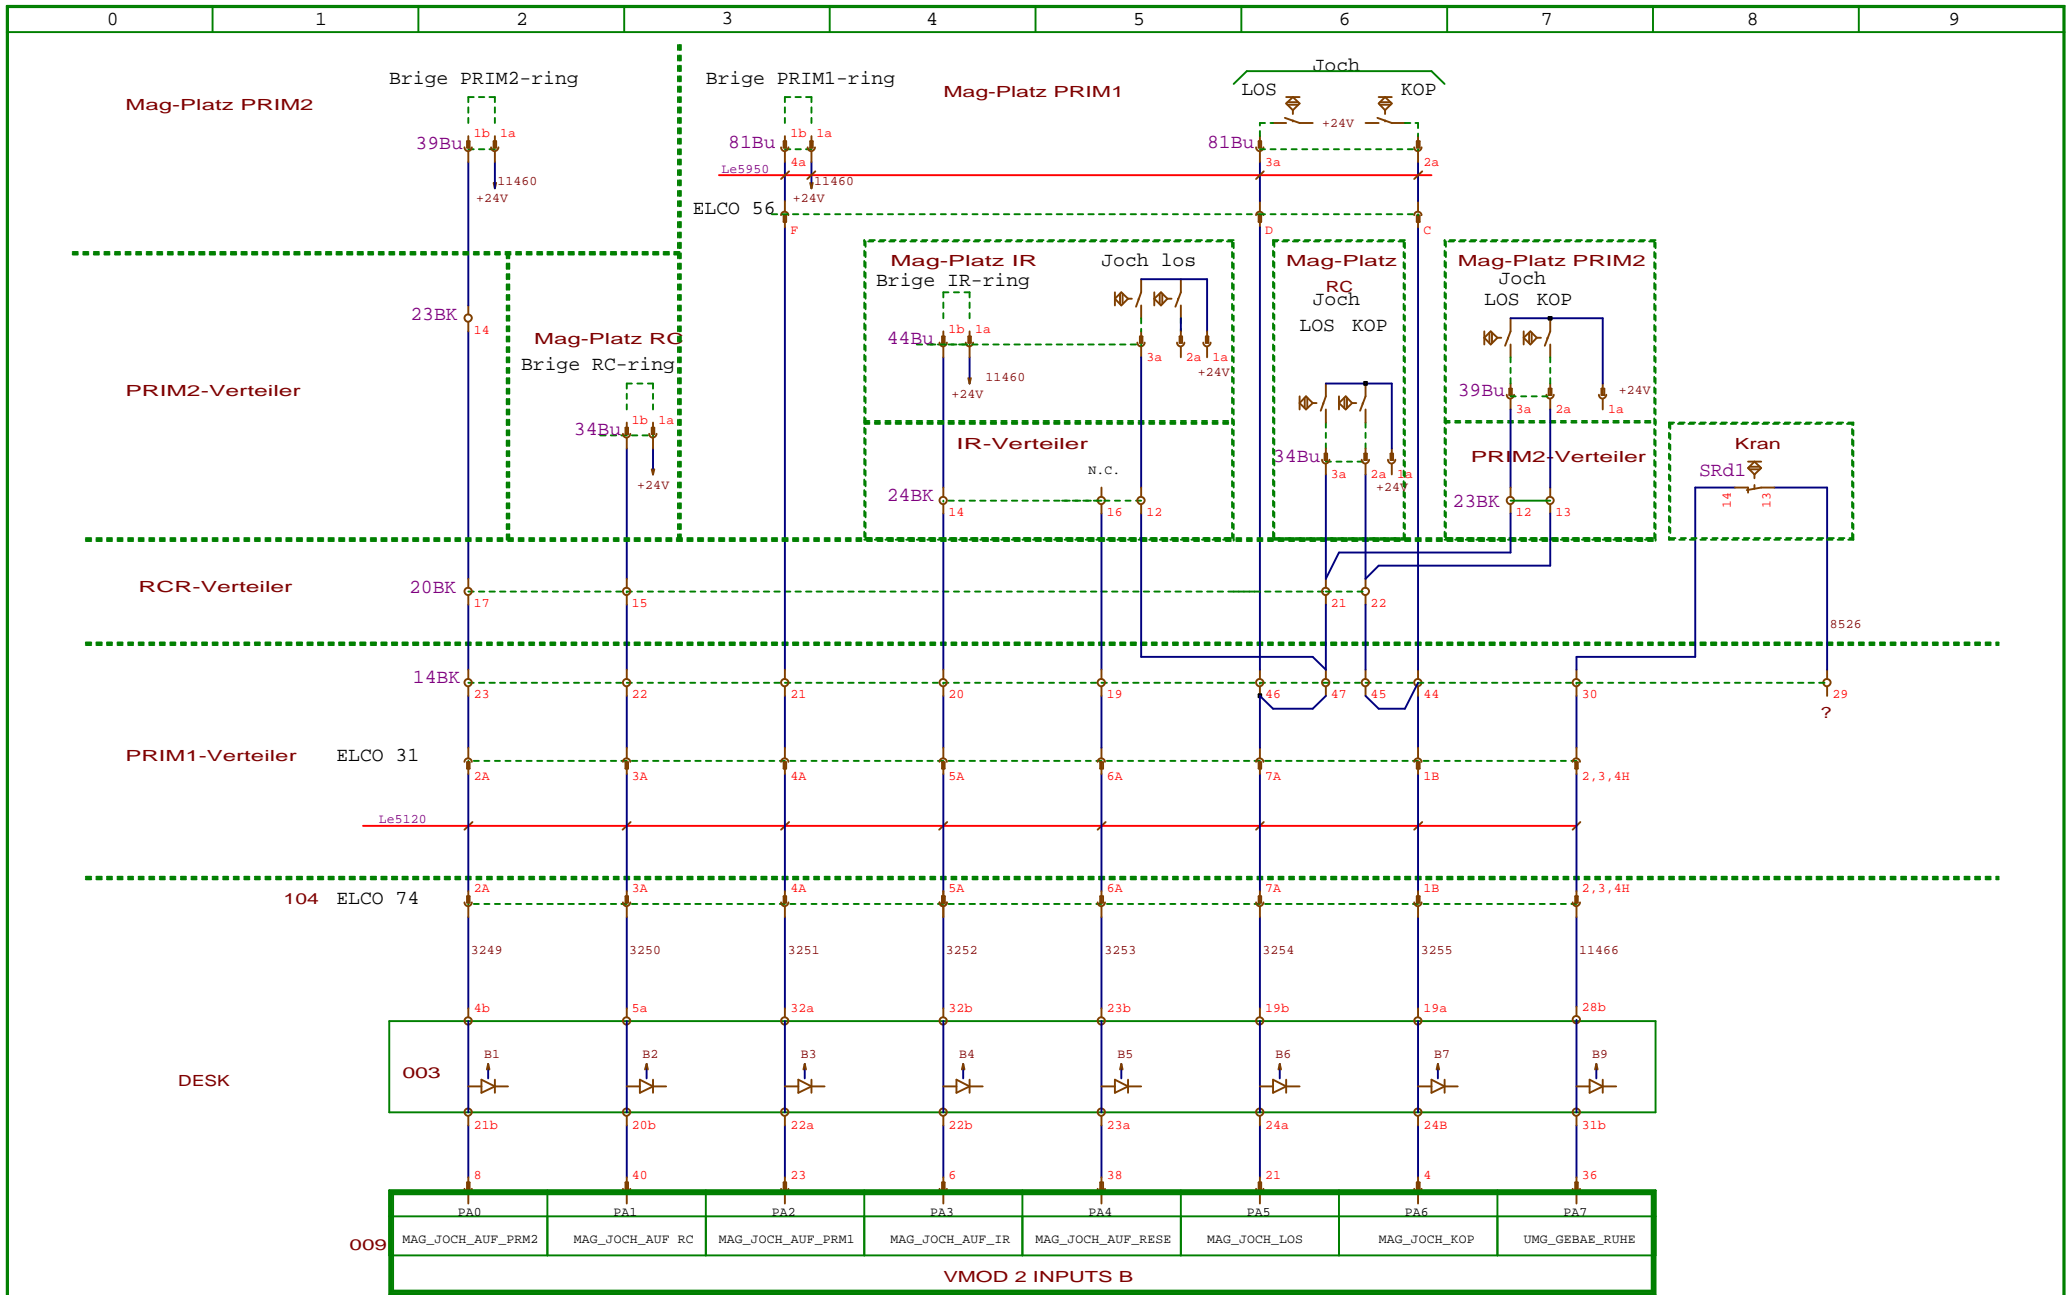 0 1 2 3 4 5 6 7 8 9
Joch
Brige PRIM2-ring Brige PRIM1-ring
LOS KOP
Mag-Platz PRIM2 Mag-Platz PRIM1
+24V
39Bu 1b 1a 81Bu 1b 1a 81Bu
4a 3a 2a
Le5950
11460 11460
+24V +24V
ELCO 56
F D C
Mag-Platz IR Joch los Mag-Platz Mag-Platz PRIM2
Brige IR-ring RC Joch
Joch LOS KOP
23BK 14
LOS KOP
Mag-Platz RC 44Bu 1b 1a
3a 2a 1a
Brige RC-ring
11460 +24V
PRIM2-Verteiler +24V 39Bu +24V
3a 2a 1a
34Bu 1b 1a
IR-Verteiler Kran
34Bu PRIM2-Verteiler
N.C. 3a 2a 1a SRd1
+24V +24V
24BK 23BK 14 13
14 16 12 12 13
RCR-Verteiler 20BK
17 15 21 22
8526
14BK
23 22 21 20 19 46 47 45 44 30 29
?
PRIM1-Verteiler ELCO 31
2A 3A 4A 5A 6A 7A 1B 2,3,4H
Le5120
2A 3A 4A 5A 6A 7A 1B 2,3,4H
104 ELCO 74
3249 3250 3251 3252 3253 3254 3255 11466
4b 5a 32a 32b 23b 19b 19a 28b
B1 B2 B3 B4 B5 B6 B7 B9
003
DESK
21b 20b 22a 22b 23a 24a 24B 31b
8 40 23 6 38 21 4 36
PA0 PA1 PA2 PA3 PA4 PA5 PA6 PA7
009 MAG_JOCH_AUF_PRM2 MAG_JOCH_AUF RC MAG_JOCH_AUF_PRM1 MAG_JOCH_AUF_IR MAG_JOCH_AUF_RESE MAG_JOCH_LOS MAG_JOCH_KOP UMG_GEBAE_RUHE
VMOD 2 INPUTS B